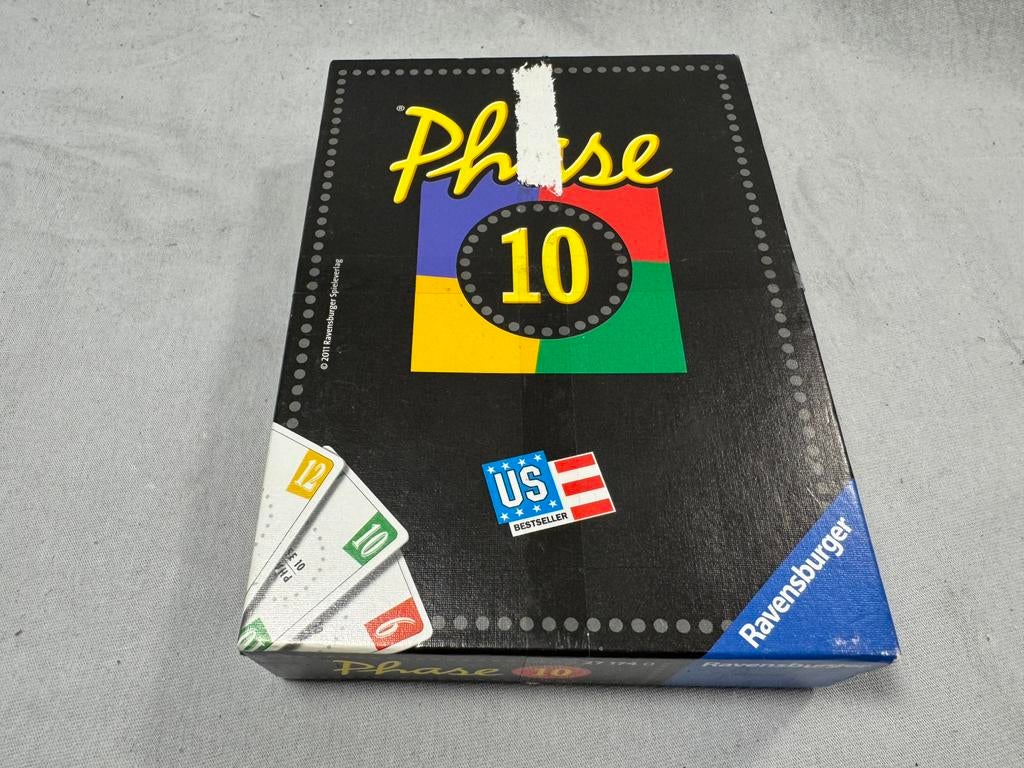 ® Phase
10
© 2011 Ravensburger Spieleverlag
US
BESTSELLER
12
10
6
Ravensburger
Phase 10
Ravensburger